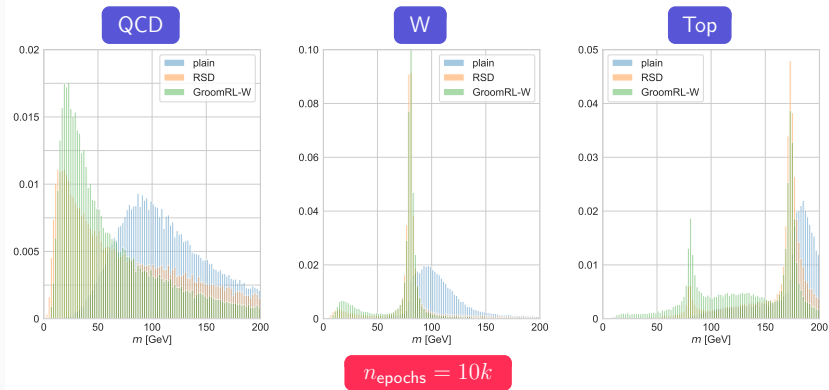 QCD
W
Top
0.02
0.015
0.01
0.005
0
0
50
100
150
200
m [GeV]
plain
RSD
GroomRL-W
0.10
0.08
0.06
0.04
0.02
0
0
50
100
150
200
m [GeV]
plain
RSD
GroomRL-W
0.05
0.04
0.03
0.02
0.01
0
0
50
100
150
200
m [GeV]
plain
RSD
GroomRL-W
n_epochs = 10k